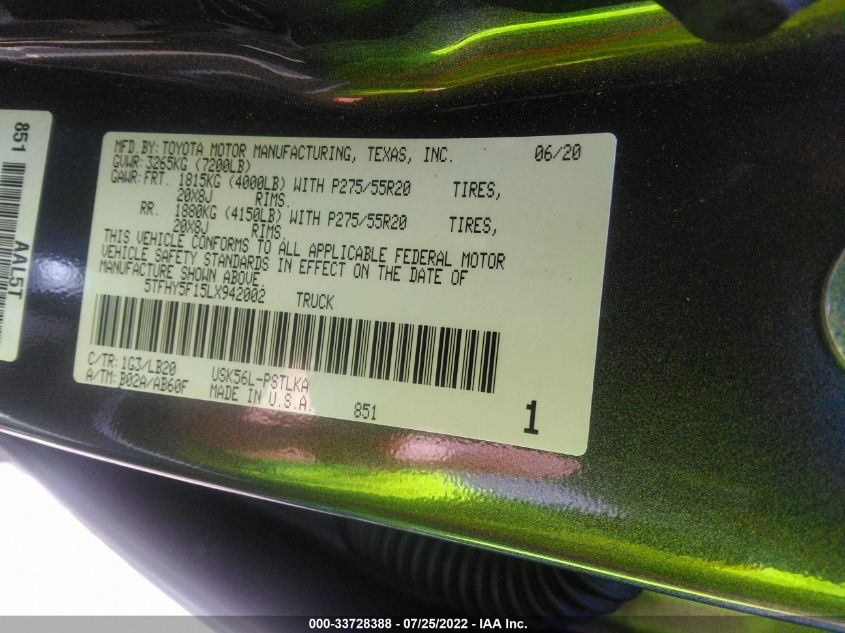 851
AAL5T
MFD.BY: TOYOTA MOTOR MANUFACTURING, TEXAS, INC. 06/20
GVWR: 3265KG (7200LB)
GAWR: FRT. 1815KG (4000LB) WITH P275/55R20 TIRES,
20X8J RIMS.
RR. 1880KG (4150LB) WITH P275/55R20 TIRES,
20X8J RIMS.
THIS VEHICLE CONFORMS TO ALL APPLICABLE FEDERAL MOTOR
VEHICLE SAFETY STANDARDS IN EFFECT ON THE DATE OF
MANUFACTURE SHOWN ABOVE.
5TFHY5F15LX942002 TRUCK
C/TR: 1G3/LB20 USK56L-PSTLKA
A/TM: B02A/AB60F MADE IN U.S.A. 851 1
000-33728388 - 07/25/2022 - IAA Inc.